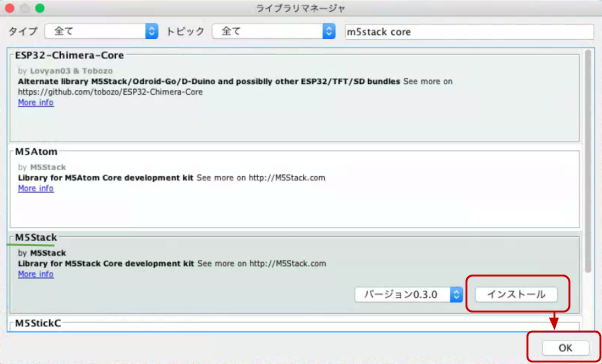 ライブラリマネージャ
タイプ 全て トピック 全て m5stack core
ESP32-Chimera-Core
by Lovyan03 & Tobozo
Alternate library M5Stack/Odroid-Go/D-Duino and possiblly other ESP32/TFT/SD bundles See more on
https://github.com/tobozo/ESP32-Chimera-Core
More info
M5Atom
by M5Stack
Library for M5Atom Core development kit See more on http://M5Stack.com
More info
M5Stack
by M5Stack
Library for M5Stack Core development kit See more on http://M5Stack.com
More info
バージョン0.3.0 インストール
M5StickC
OK